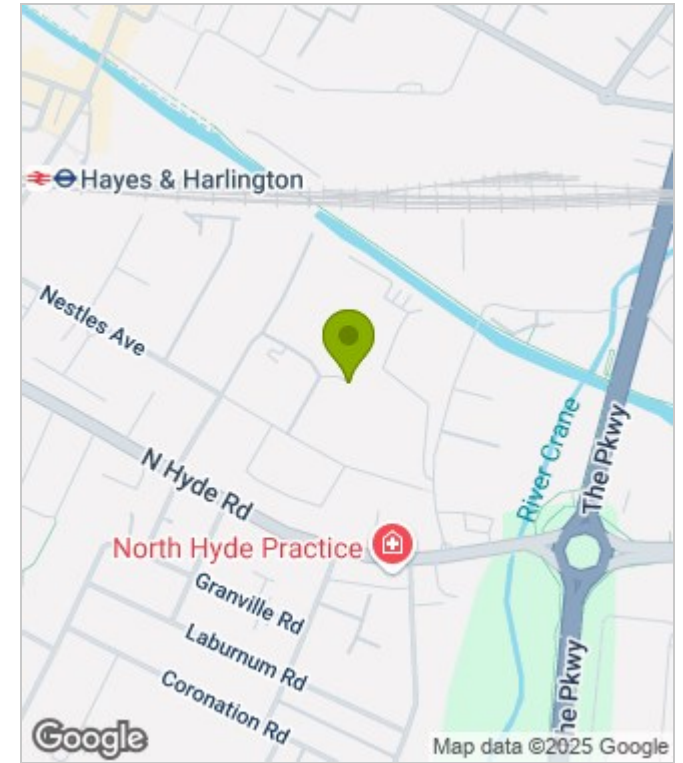 Hayes & Harlington
Nestles Ave
N Hyde Rd
River Crane
The Pkwy
North Hyde Practice
Granville Rd
Laburnum Rd
Coronation Rd
The Pkwy
Google
Map data ©2025 Google